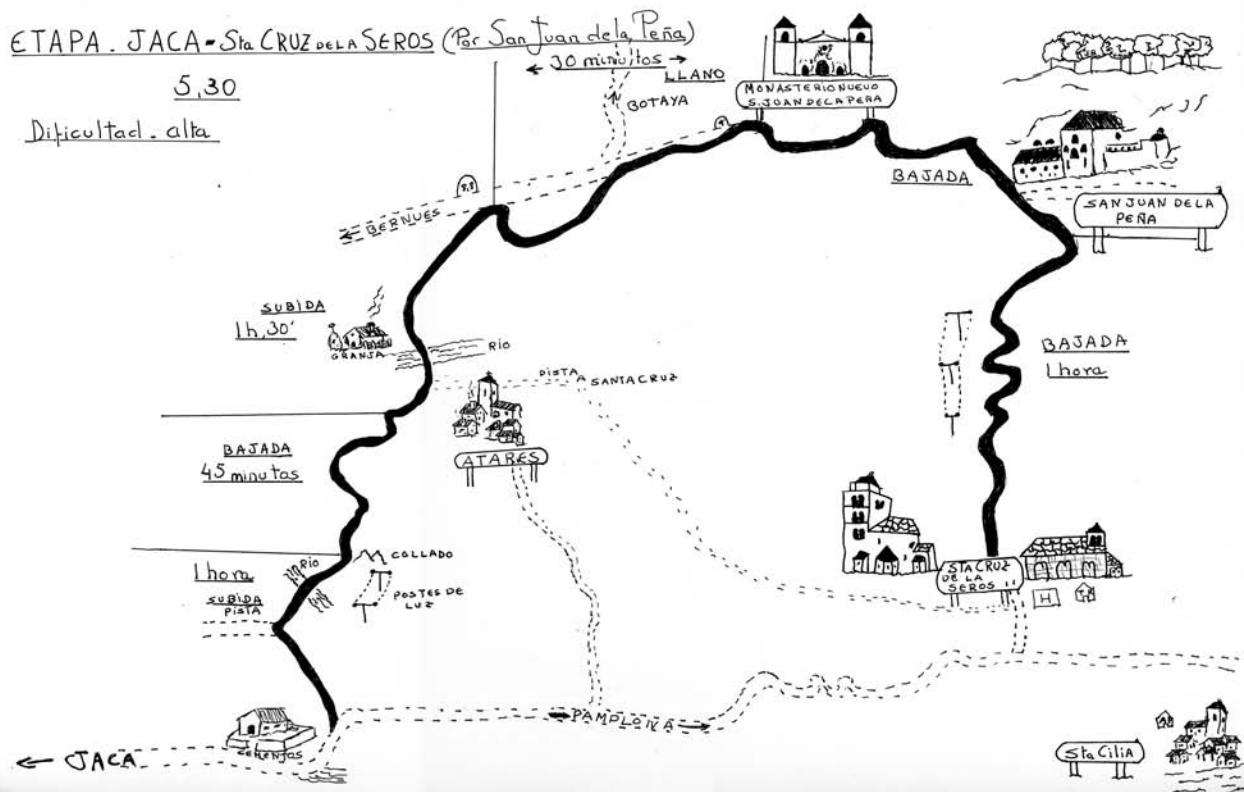 ETAPA. JACA-Sta CRUZ DE LA SEROS (Por San Juan de la Peña)
5,30
Dificultad. alta
← 30 minuitos →
LLANO
BOTAYA
MONASTERIO NUEVO
S. JUAN DE LA PEÑA
BAJADA
SAN JUAN DE LA
PEÑA
← BERNUES
SUBIDA
1h,30'
GRANJA
Rio
PISTA
SANTA CRUZ
BAJADA
1 hora
BAJADA
45 minutos
ATARES
1 hora
Rio
COLLADO
SUBIDA
PISTA
POSTES DE
LUZ
STA CRUZ
DE LA
SEROS
H
→ PAMPLONA →
CEMENTOS
← JACA
Sta Cilia